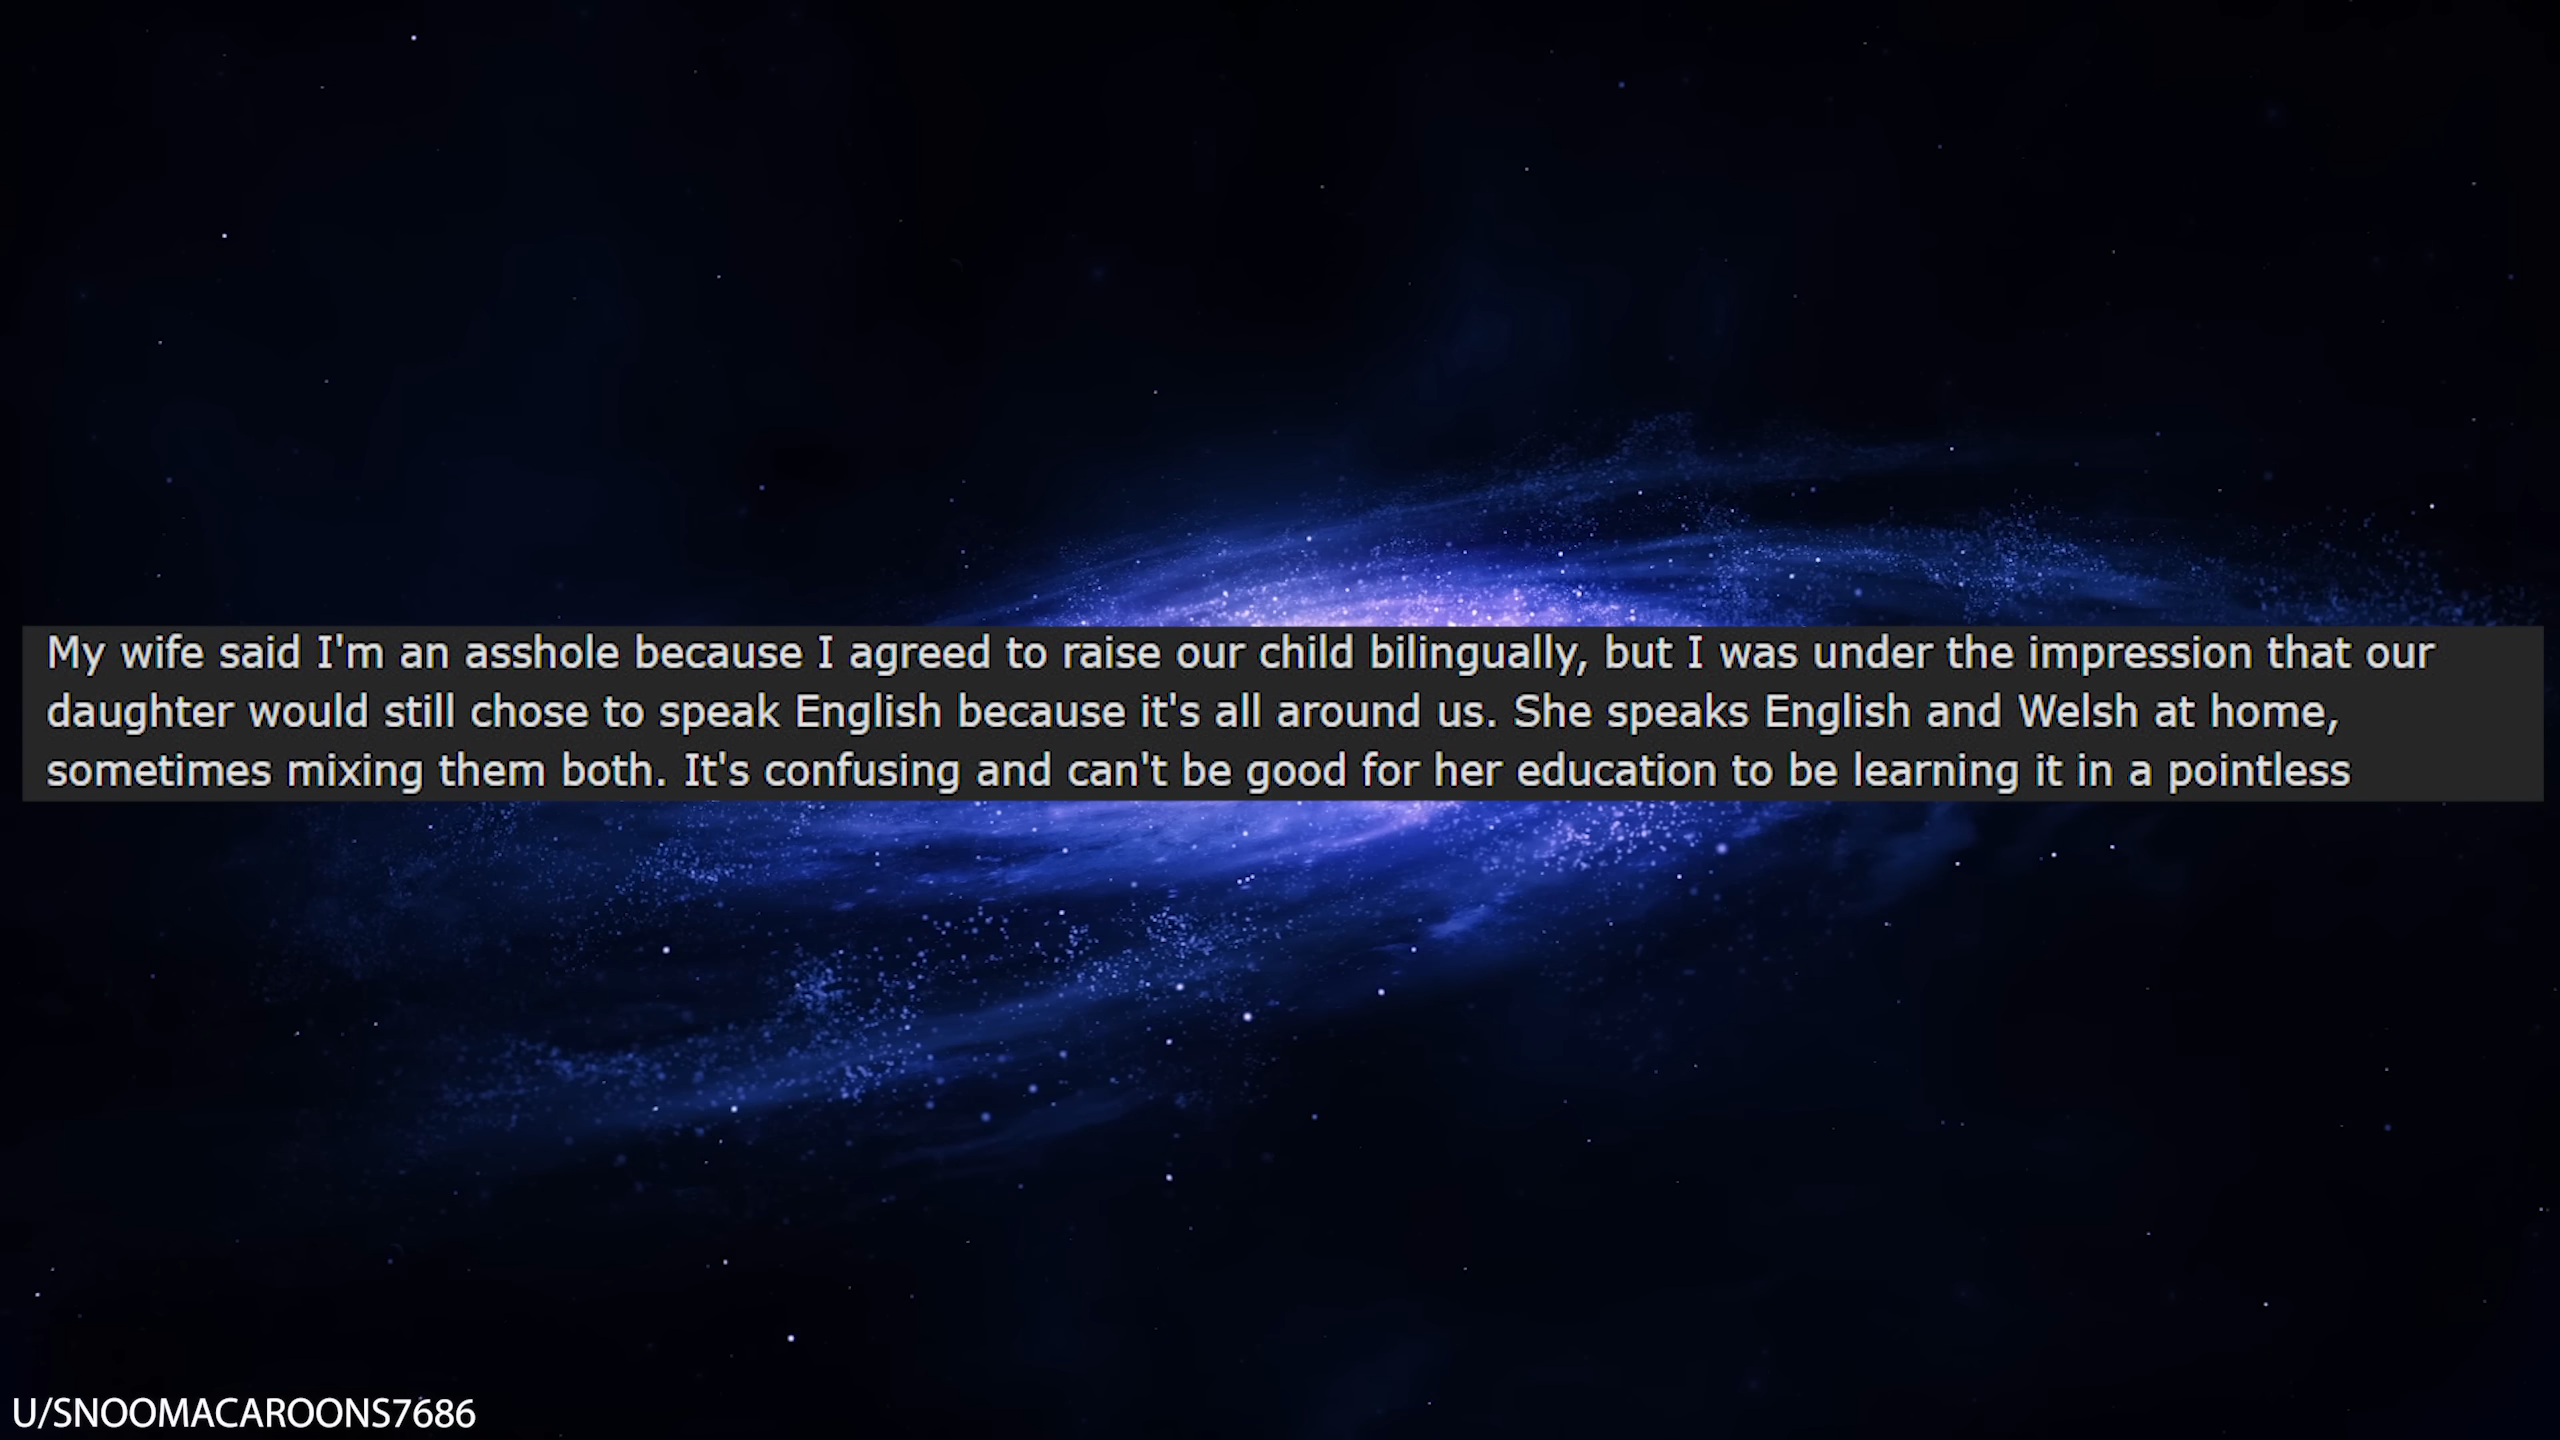 My wife said I'm an asshole because I agreed to raise our child bilingually, but I was under the impression that our
daughter would still chose to speak English because it's all around us. She speaks English and Welsh at home,
sometimes mixing them both. It's confusing and can't be good for her education to be learning it in a pointless
U/SNOOMACAROONS7686